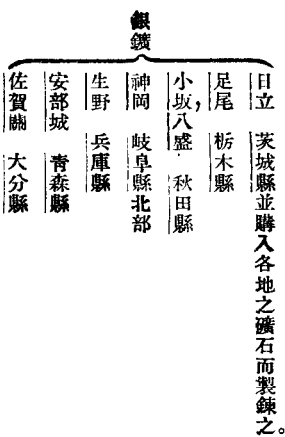 銀鑛
日立　茨城縣並購入各地之礦石而製鍊之。
足尾　栃木縣
小坂,八盛　秋田縣
神岡　岐阜縣北部
生野　兵庫縣
安部城　青森縣
佐賀關　大分縣